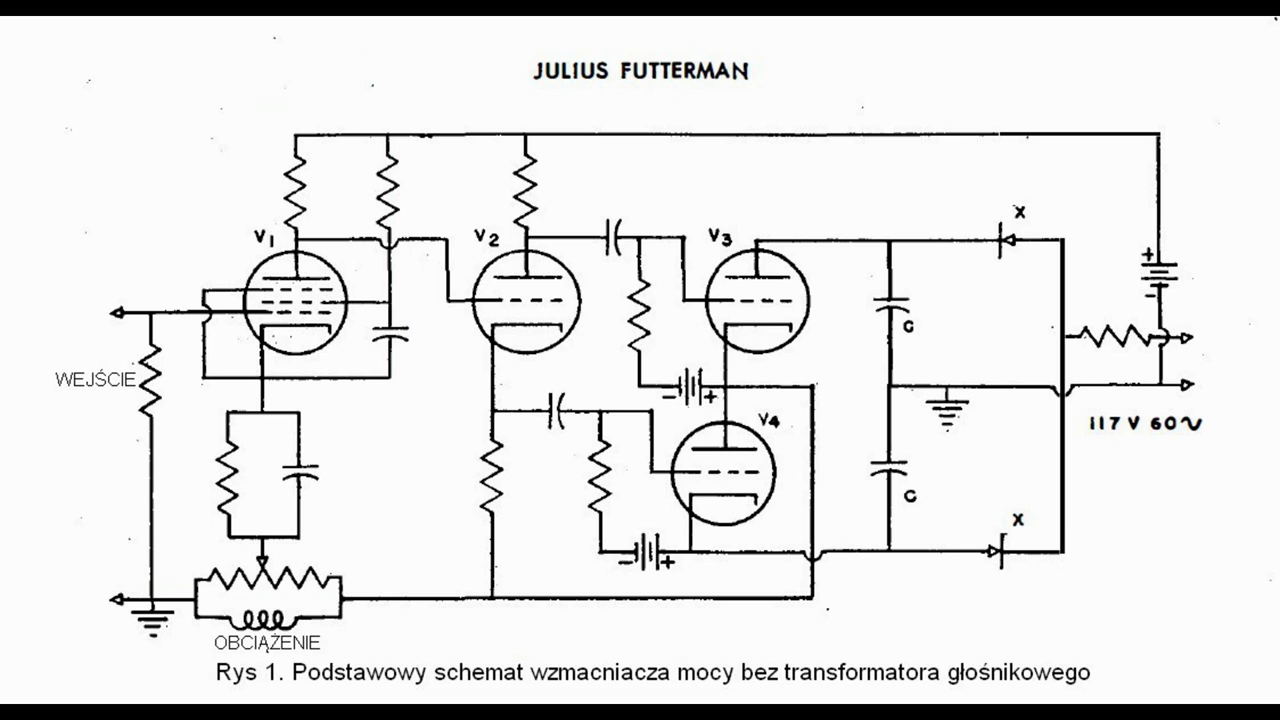 JULIUS FUTTERMAN
X
V1
V2
V3
+
-
C
WEJŚCIE
- +
117 V 60~
V4
C
X
- +
OBCIĄŻENIE
Rys 1. Podstawowy schemat wzmacniacza mocy bez transformatora głośnikowego